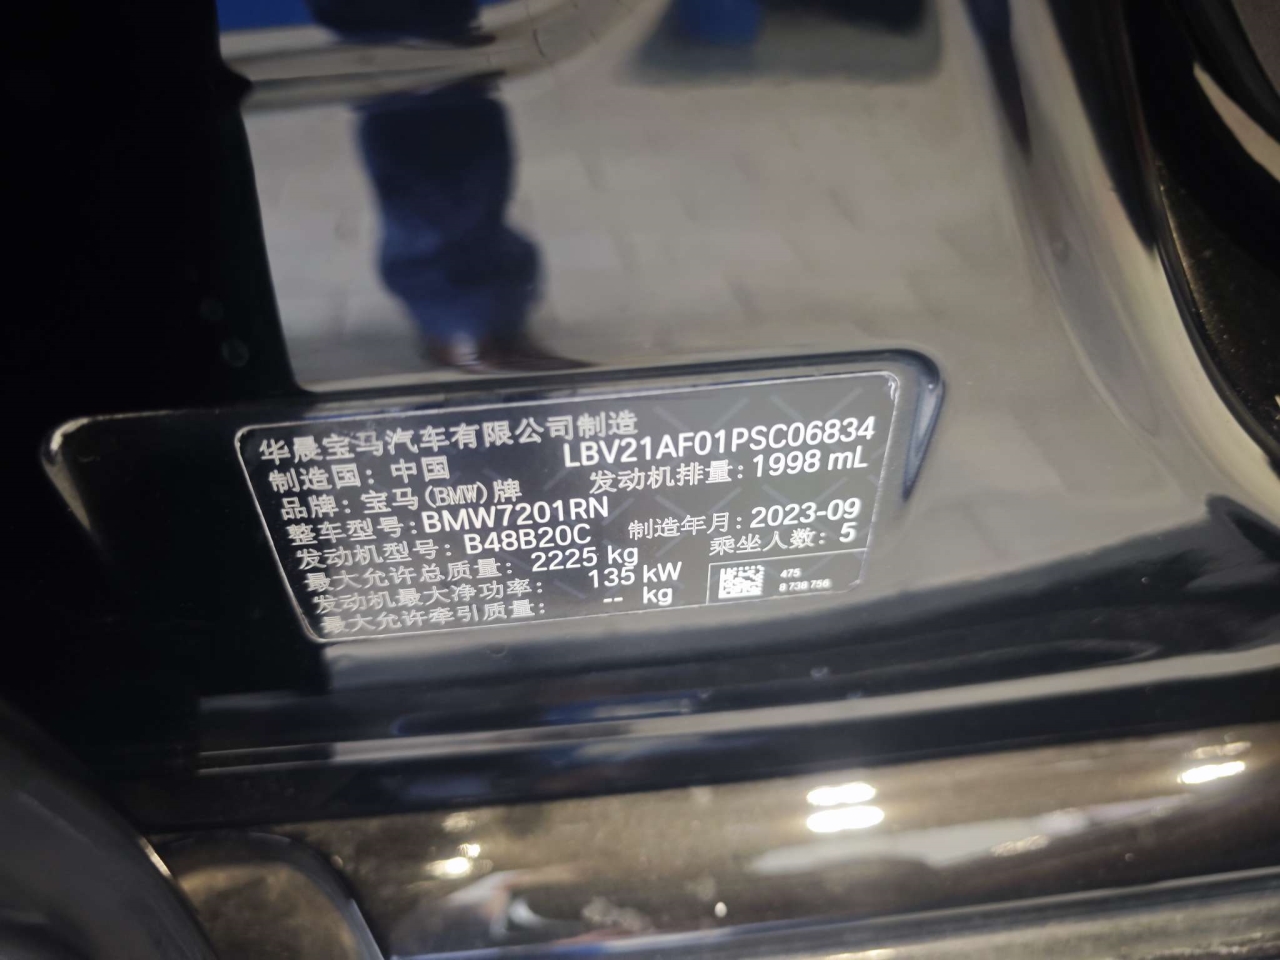 华晨宝马汽车有限公司制造
制造国：中国 LBV21AF01PSC06834
品牌：宝马(BMW)牌 发动机排量：1998 mL
整车型号：BMW7201RN
发动机型号：B48B20C 制造年月：2023-09
最大允许总质量：2225 kg 乘坐人数：5
发动机最大净功率：135 kW
最大允许牵引质量：-- kg
475
8 738 756